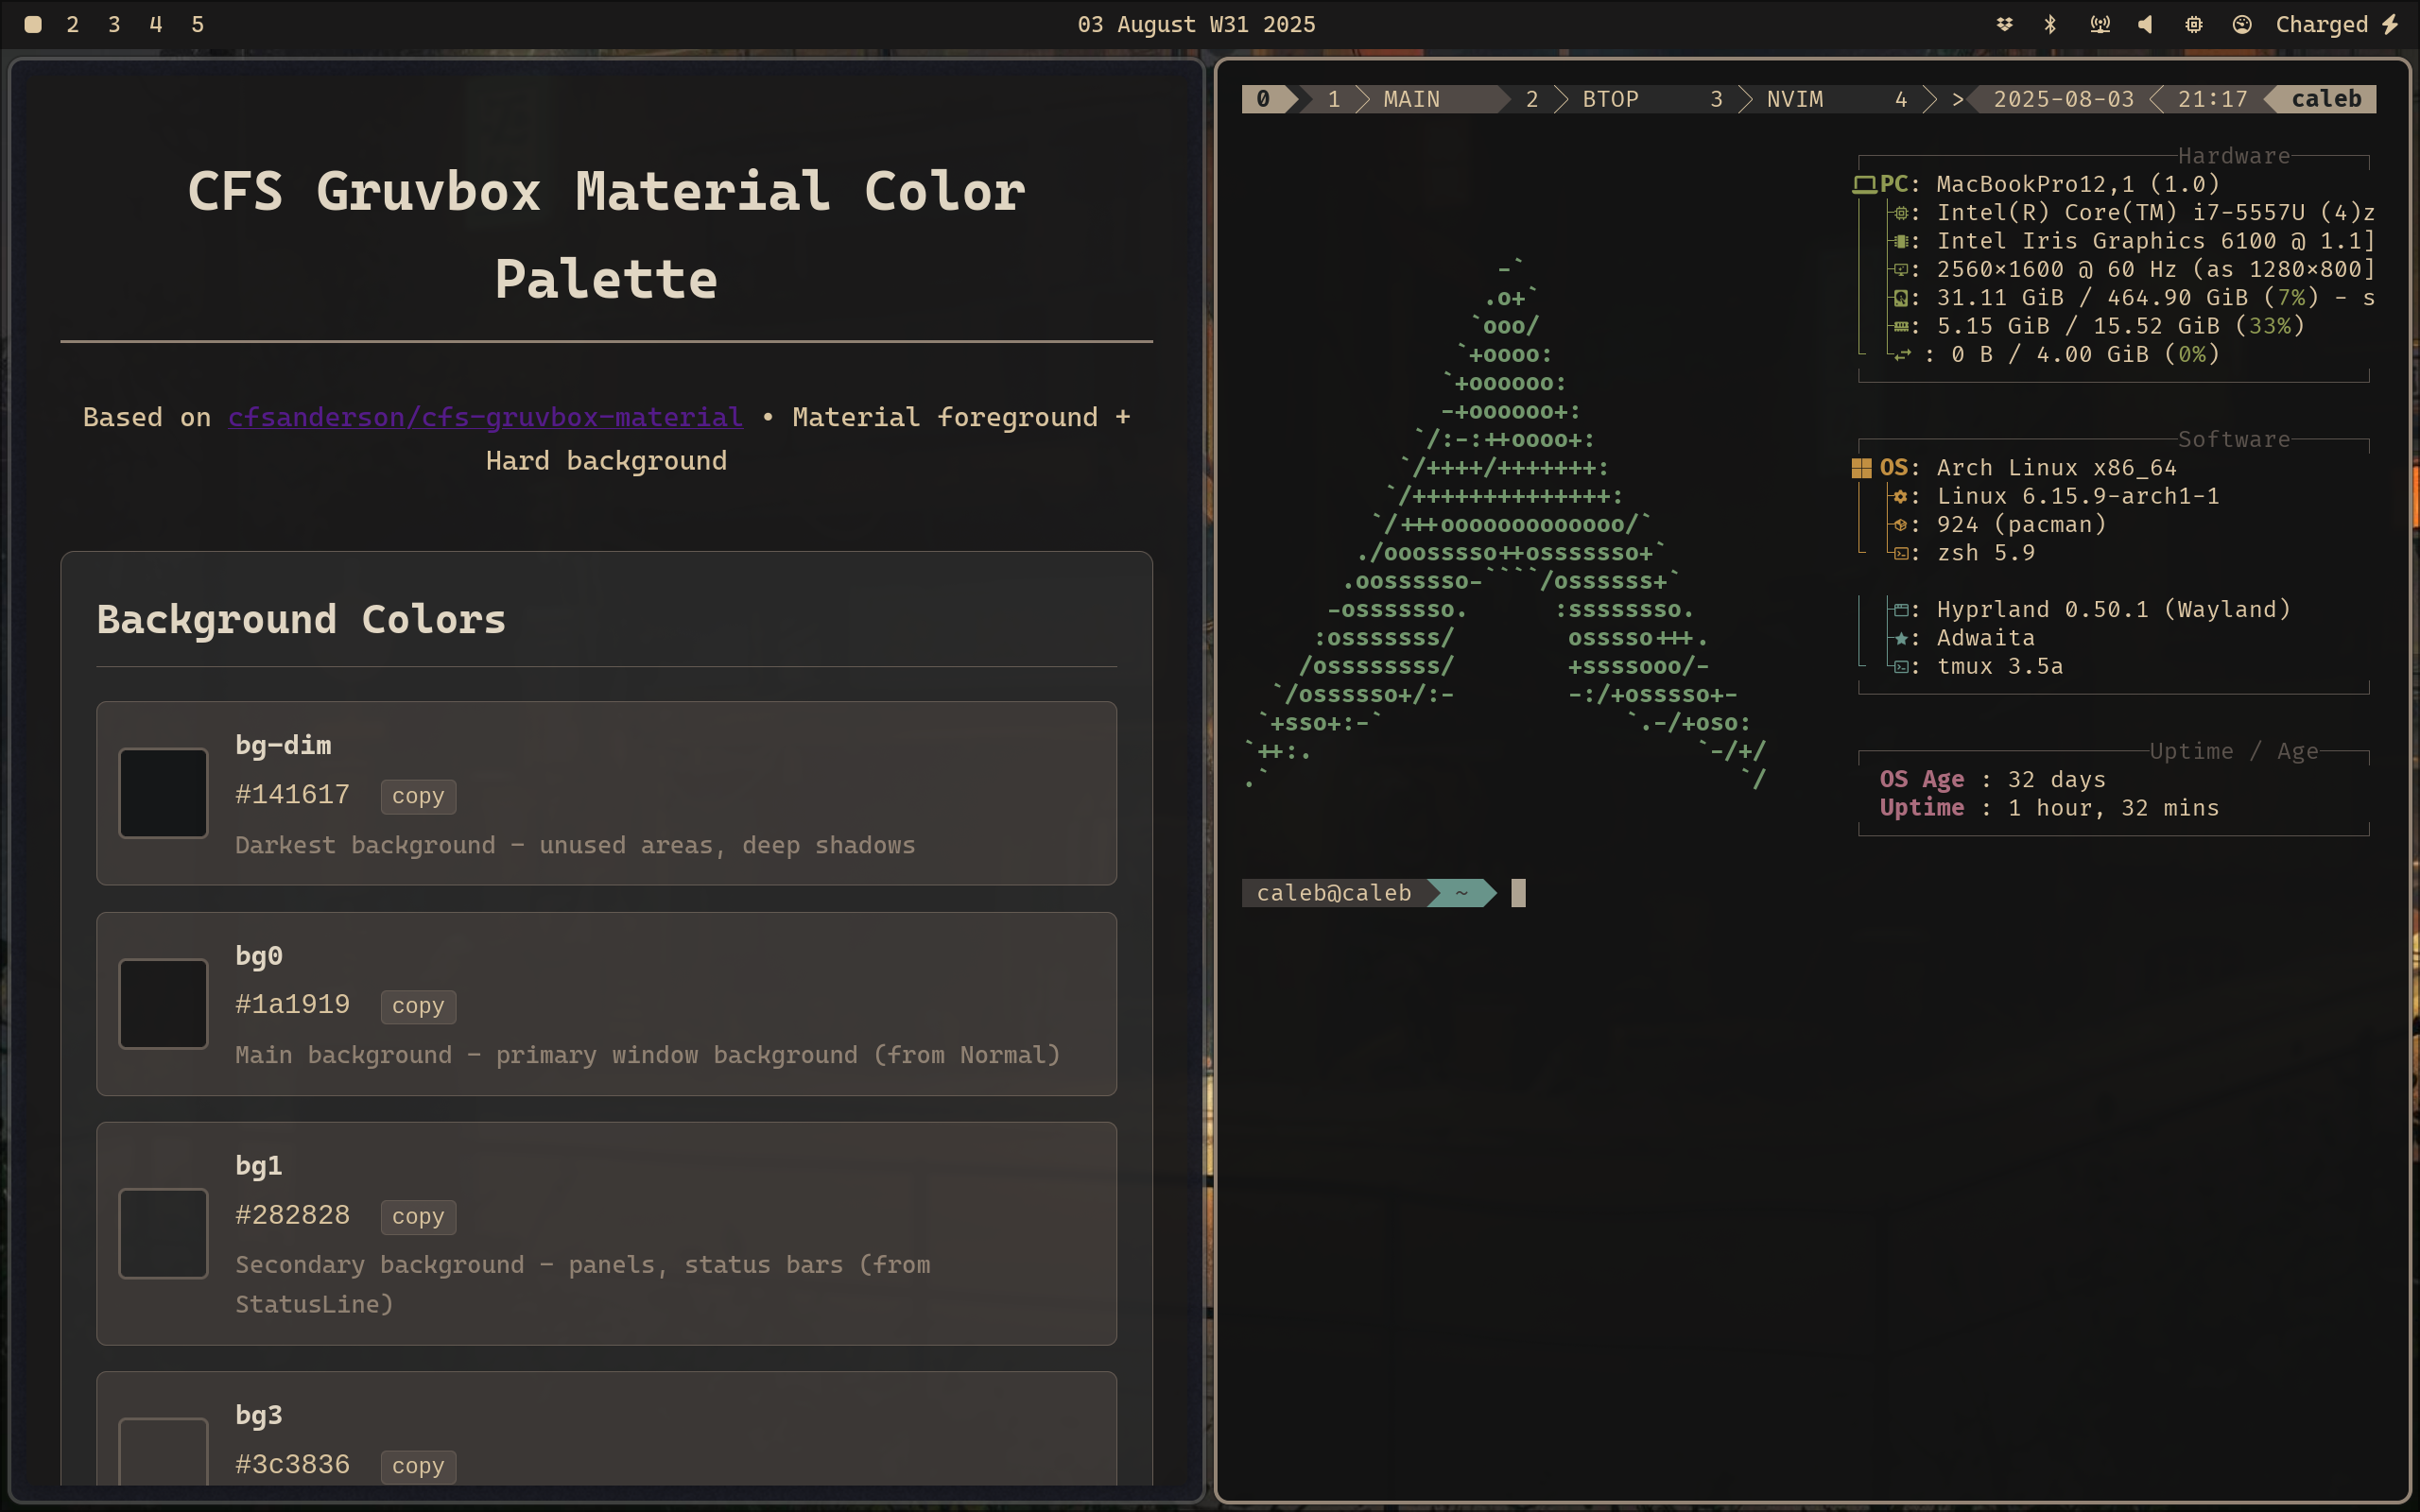 2 3 4 5
03 August W31 2025
Charged
CFS Gruvbox Material Color
Palette
Based on cfsanderson/cfs-gruvbox-material • Material foreground +
Hard background
Background Colors
bg-dim
#141617 copy
Darkest background - unused areas, deep shadows
bg0
#1a1919 copy
Main background - primary window background (from Normal)
bg1
#282828 copy
Secondary background - panels, status bars (from
StatusLine)
bg3
#3c3836 copy
0 1 MAIN 2 BTOP 3 NVIM 4 > 2025-08-03 21:17 caleb
-`
.o+`
`ooo/
`+oooo:
`+oooooo:
-+oooooo+:
`/:-:++oooo+:
`/++++/+++++++:
`/++++++++++++++:
`/+++ooooooooooooo/`
./ooosssso++osssssso+`
.oossssso-````/ossssss+`
-osssssso.      :ssssssso.
:osssssss/        osssso+++.
/ossssssss/        +ssssooo/-
`/ossssso+/:-        -:/+osssso+-
`+sso+:-`                 `.-/+oso:
`++:.                           `-/+/
.`                                 `/
Hardware
PC: MacBookPro12,1 (1.0)
: Intel(R) Core(TM) i7-5557U (4)z
: Intel Iris Graphics 6100 @ 1.1]
: 2560×1600 @ 60 Hz (as 1280×800]
: 31.11 GiB / 464.90 GiB (7%) - s
: 5.15 GiB / 15.52 GiB (33%)
: 0 B / 4.00 GiB (0%)
Software
OS: Arch Linux x86_64
: Linux 6.15.9-arch1-1
: 924 (pacman)
: zsh 5.9
: Hyprland 0.50.1 (Wayland)
: Adwaita
: tmux 3.5a
Uptime / Age
OS Age : 32 days
Uptime : 1 hour, 32 mins
caleb@caleb ~